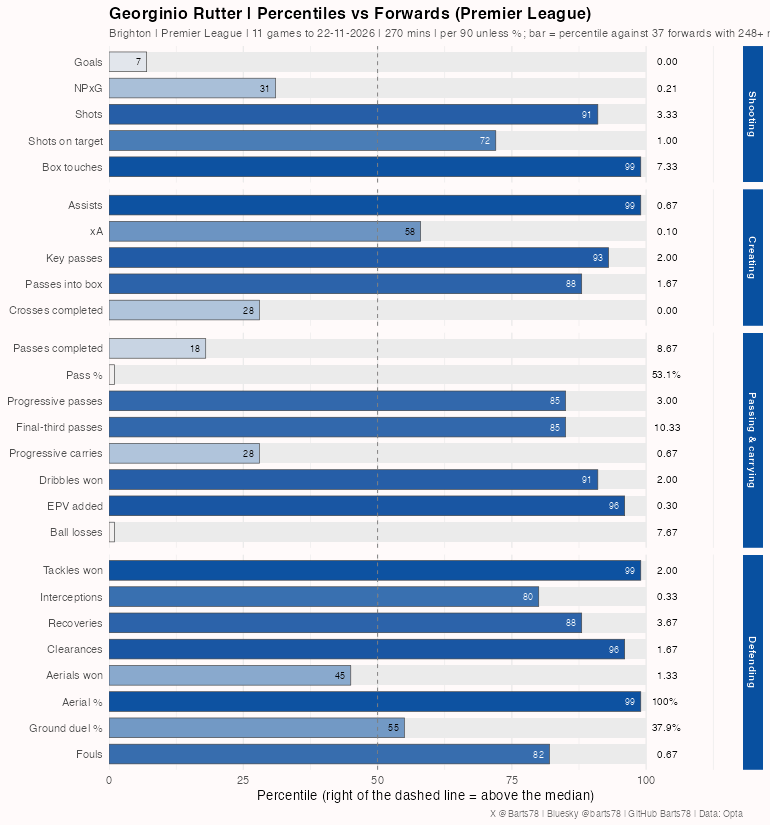 Georginio Rutter | Percentiles vs Forwards (Premier League)
Brighton | Premier League | 11 games to 22-11-2026 | 270 mins | per 90 unless %; bar = percentile against 37 forwards with 248+
Shooting
Goals 7 0.00
NPxG 31 0.21
Shots 91 3.33
Shots on target 72 1.00
Box touches 99 7.33
Creating
Assists 99 0.67
xA 58 0.10
Key passes 93 2.00
Passes into box 88 1.67
Crosses completed 28 0.00
Passing & carrying
Passes completed 18 8.67
Pass % 53.1%
Progressive passes 85 3.00
Final-third passes 85 10.33
Progressive carries 28 0.67
Dribbles won 91 2.00
EPV added 96 0.30
Ball losses 7.67
Defending
Tackles won 99 2.00
Interceptions 80 0.33
Recoveries 88 3.67
Clearances 96 1.67
Aerials won 45 1.33
Aerial % 99 100%
Ground duel % 55 37.9%
Fouls 82 0.67
0 25 50 75 100
Percentile (right of the dashed line = above the median)
X @Barts78 | Bluesky @barts78 | GitHub Barts78 | Data: Opta